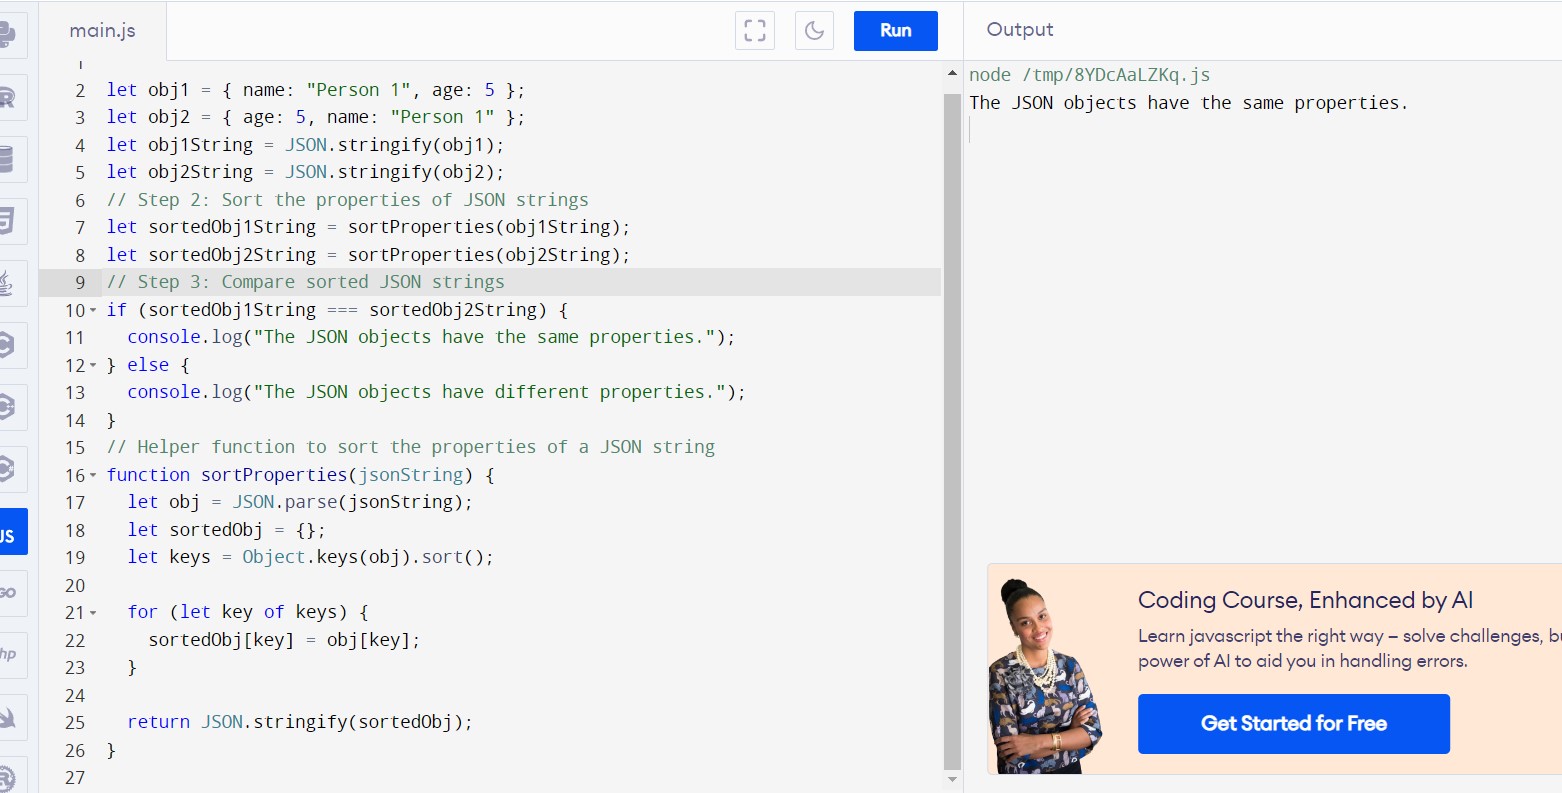 main.js
Run
Output
1
2 let obj1 = { name: "Person 1", age: 5 };
3 let obj2 = { age: 5, name: "Person 1" };
4 let obj1String = JSON.stringify(obj1);
5 let obj2String = JSON.stringify(obj2);
6 // Step 2: Sort the properties of JSON strings
7 let sortedObj1String = sortProperties(obj1String);
8 let sortedObj2String = sortProperties(obj2String);
9 // Step 3: Compare sorted JSON strings
10 if (sortedObj1String === sortedObj2String) {
11 console.log("The JSON objects have the same properties.");
12 } else {
13 console.log("The JSON objects have different properties.");
14 }
15 // Helper function to sort the properties of a JSON string
16 function sortProperties(jsonString) {
17 let obj = JSON.parse(jsonString);
18 let sortedObj = {};
19 let keys = Object.keys(obj).sort();
20
21 for (let key of keys) {
22 sortedObj[key] = obj[key];
23 }
24
25 return JSON.stringify(sortedObj);
26 }
27
node /tmp/8YDcAaLZKq.js
The JSON objects have the same properties.
JS
GO
hp
Coding Course, Enhanced by AI
Learn javascript the right way – solve challenges,
power of AI to aid you in handling errors.
Get Started for Free